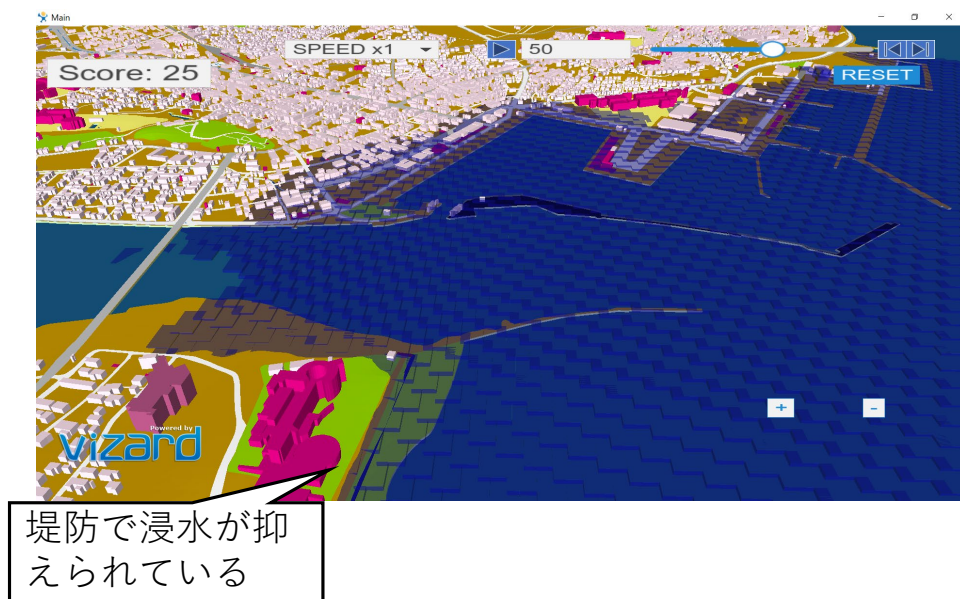 Main
SPEED x1
50
Score: 25
RESET
+
-
Powered by
vizard
堤防で浸水が抑
えられている